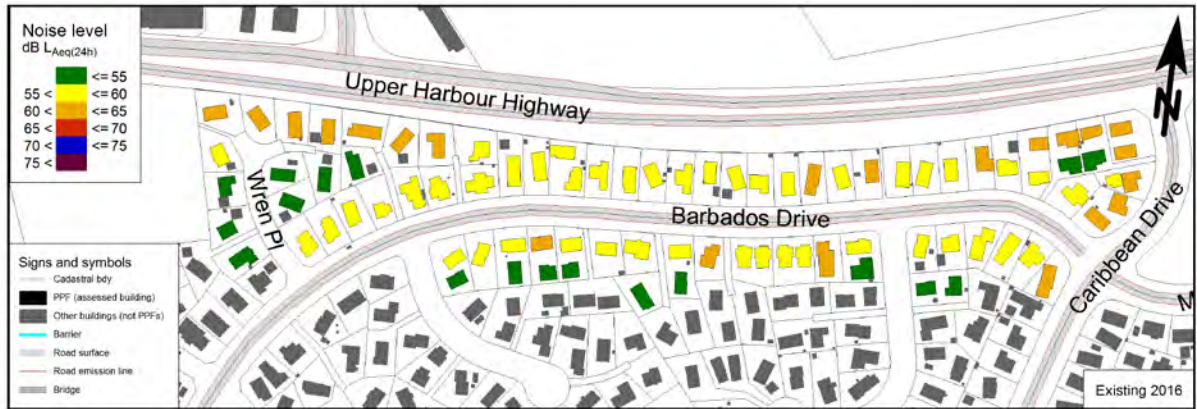 Noise level
dB LAeq(24h)
<= 55
55 < <= 60
60 < <= 65
65 < <= 70
70 < <= 75
75 <
Upper Harbour Highway
N
Wren Pl
Barbados Drive
Caribbean Drive
M
Signs and symbols
Cadastral bdy
PPF (assessed building)
Other buildings (not PPFs)
Barrier
Road surface
Road emission line
Bridge
Existing 2016